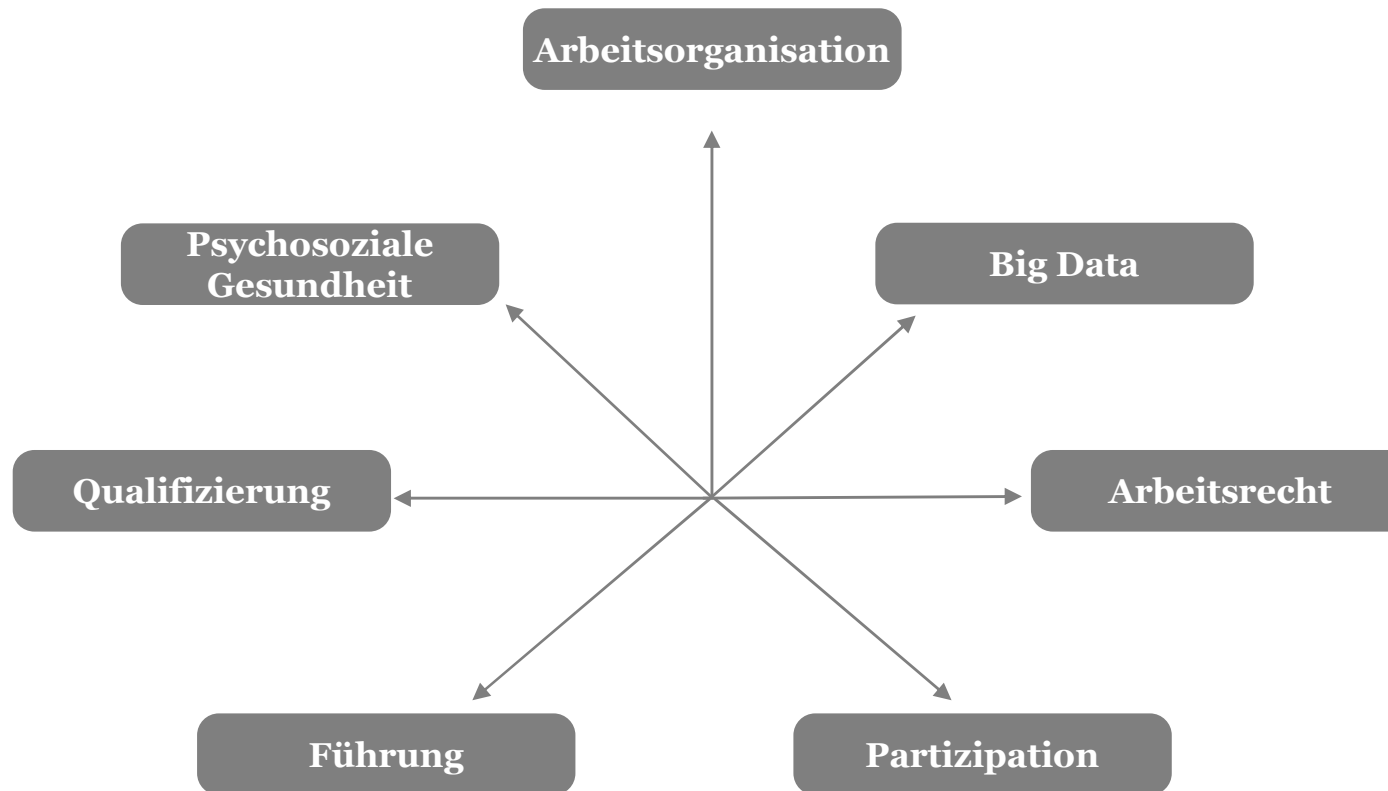 Arbeitsorganisation
Psychosoziale
Gesundheit
Big Data
Qualifizierung
Arbeitsrecht
Führung
Partizipation